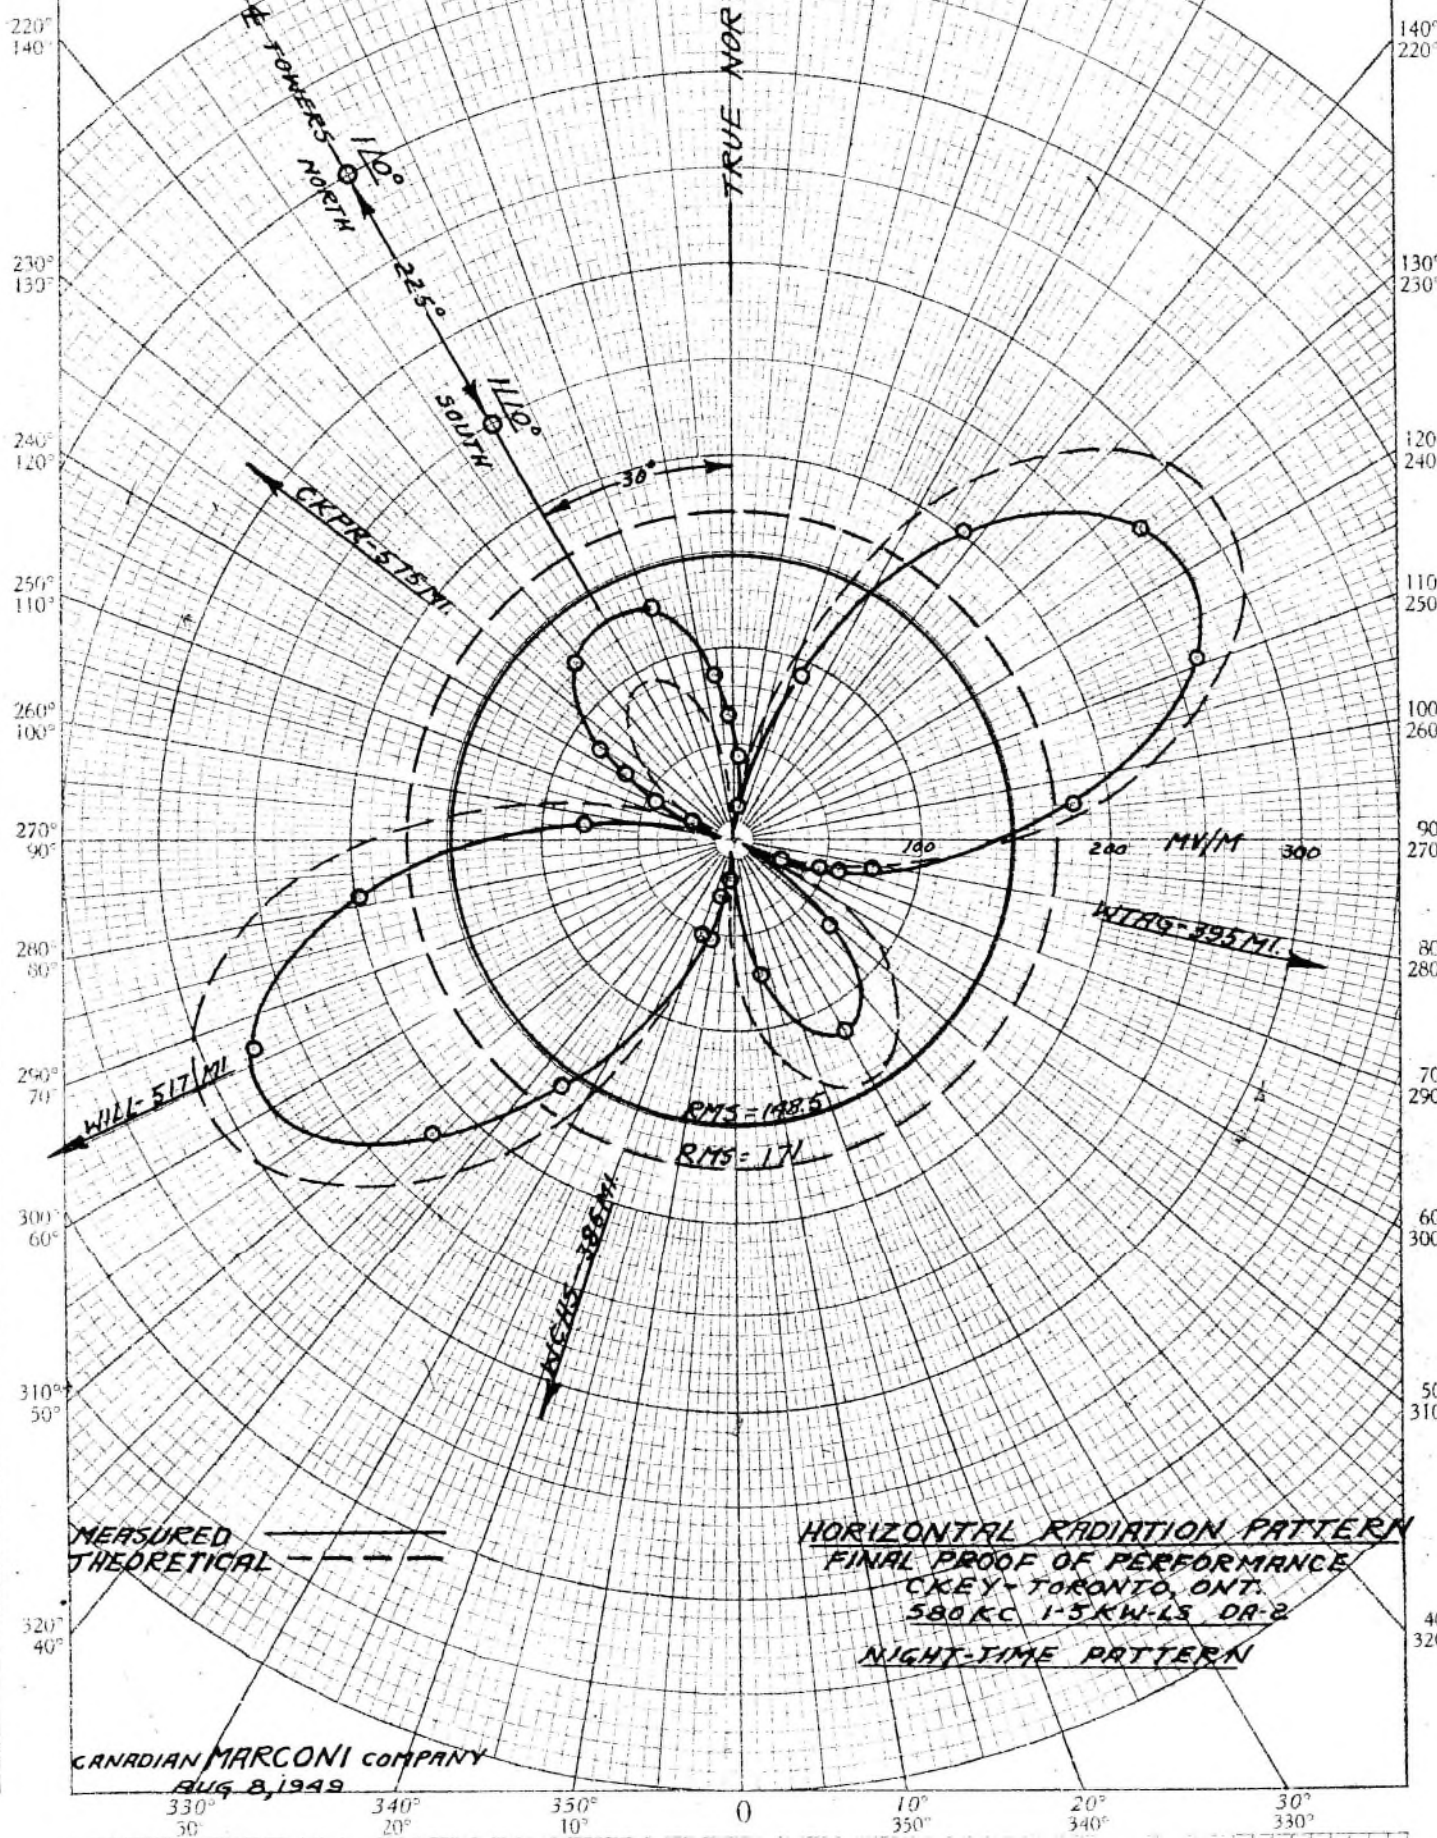 220° 140°
140° 220°
℄ TOWERS
TRUE NOR
1/0°
NORTH
230° 130°
130° 230°
225°
1/110°
SOUTH
240° 120°
120° 240°
30°
CKPR-575 MI.
250° 110°
110° 250°
260° 100°
100° 260°
270° 90°
90° 270°
100
200
MV/M
300
WTAG-395 MI.
280° 80°
80° 280°
290° 70°
70° 290°
WILL-517 MI.
RMS=148.5
RMS=171
WCHS-386 MI.
300° 60°
60° 300°
310° 50°
50° 310°
MEASURED
THEORETICAL
HORIZONTAL RADIATION PATTERN
FINAL PROOF OF PERFORMANCE
CKEY-TORONTO, ONT.
580 KC 1-5 KW-LS DA-2
NIGHT-TIME PATTERN
320° 40°
40 320
CANADIAN MARCONI COMPANY
AUG 8, 1949
330° 340° 350° 0 10° 20° 30°
30° 20° 10° 350° 340° 330°